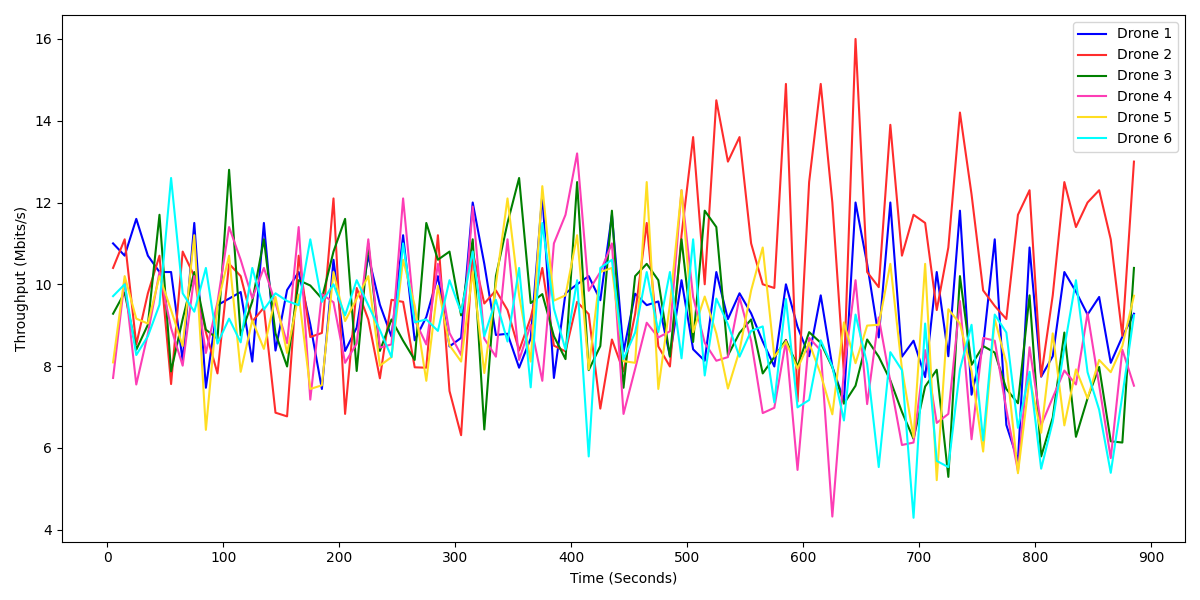 16
14
12
10
8
6
4
Throughput (Mbits/s)
0 100 200 300 400 500 600 700 800 900
Time (Seconds)
Drone 1
Drone 2
Drone 3
Drone 4
Drone 5
Drone 6